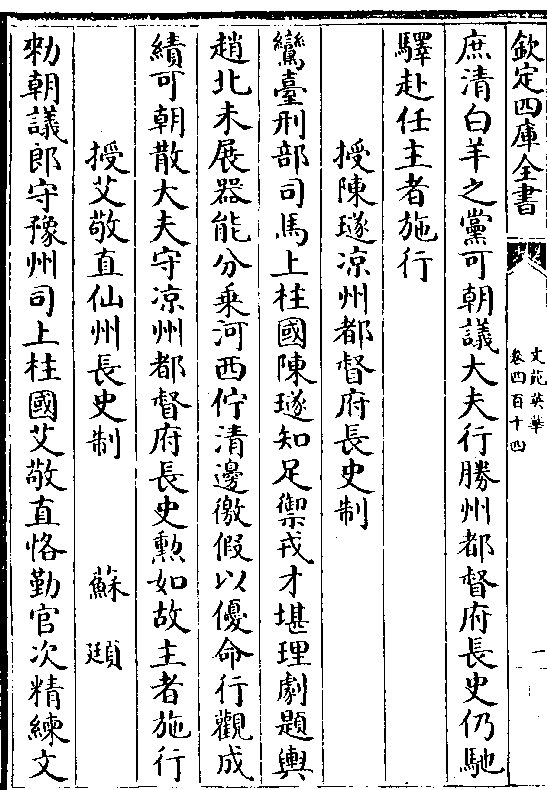 欽定四庫全書
文苑英華
卷四百十四
庶清白羊之黨可朝議大夫行勝州都督府長史仍馳
驛赴任主者施行
授陳璲凉州都督府長史制
鸞臺刑部司馬上柱國陳璲知足禦戎才堪理劇題輿
趙北未展器能分乗河西佇清邊徼假以優命行觀成
績可朝散大夫守凉州都督府長史勲如故主者施行
授艾敬直仙州長史制 蘇頲
勑朝議郎守豫州司上柱國艾敬直恪勤官次精練文